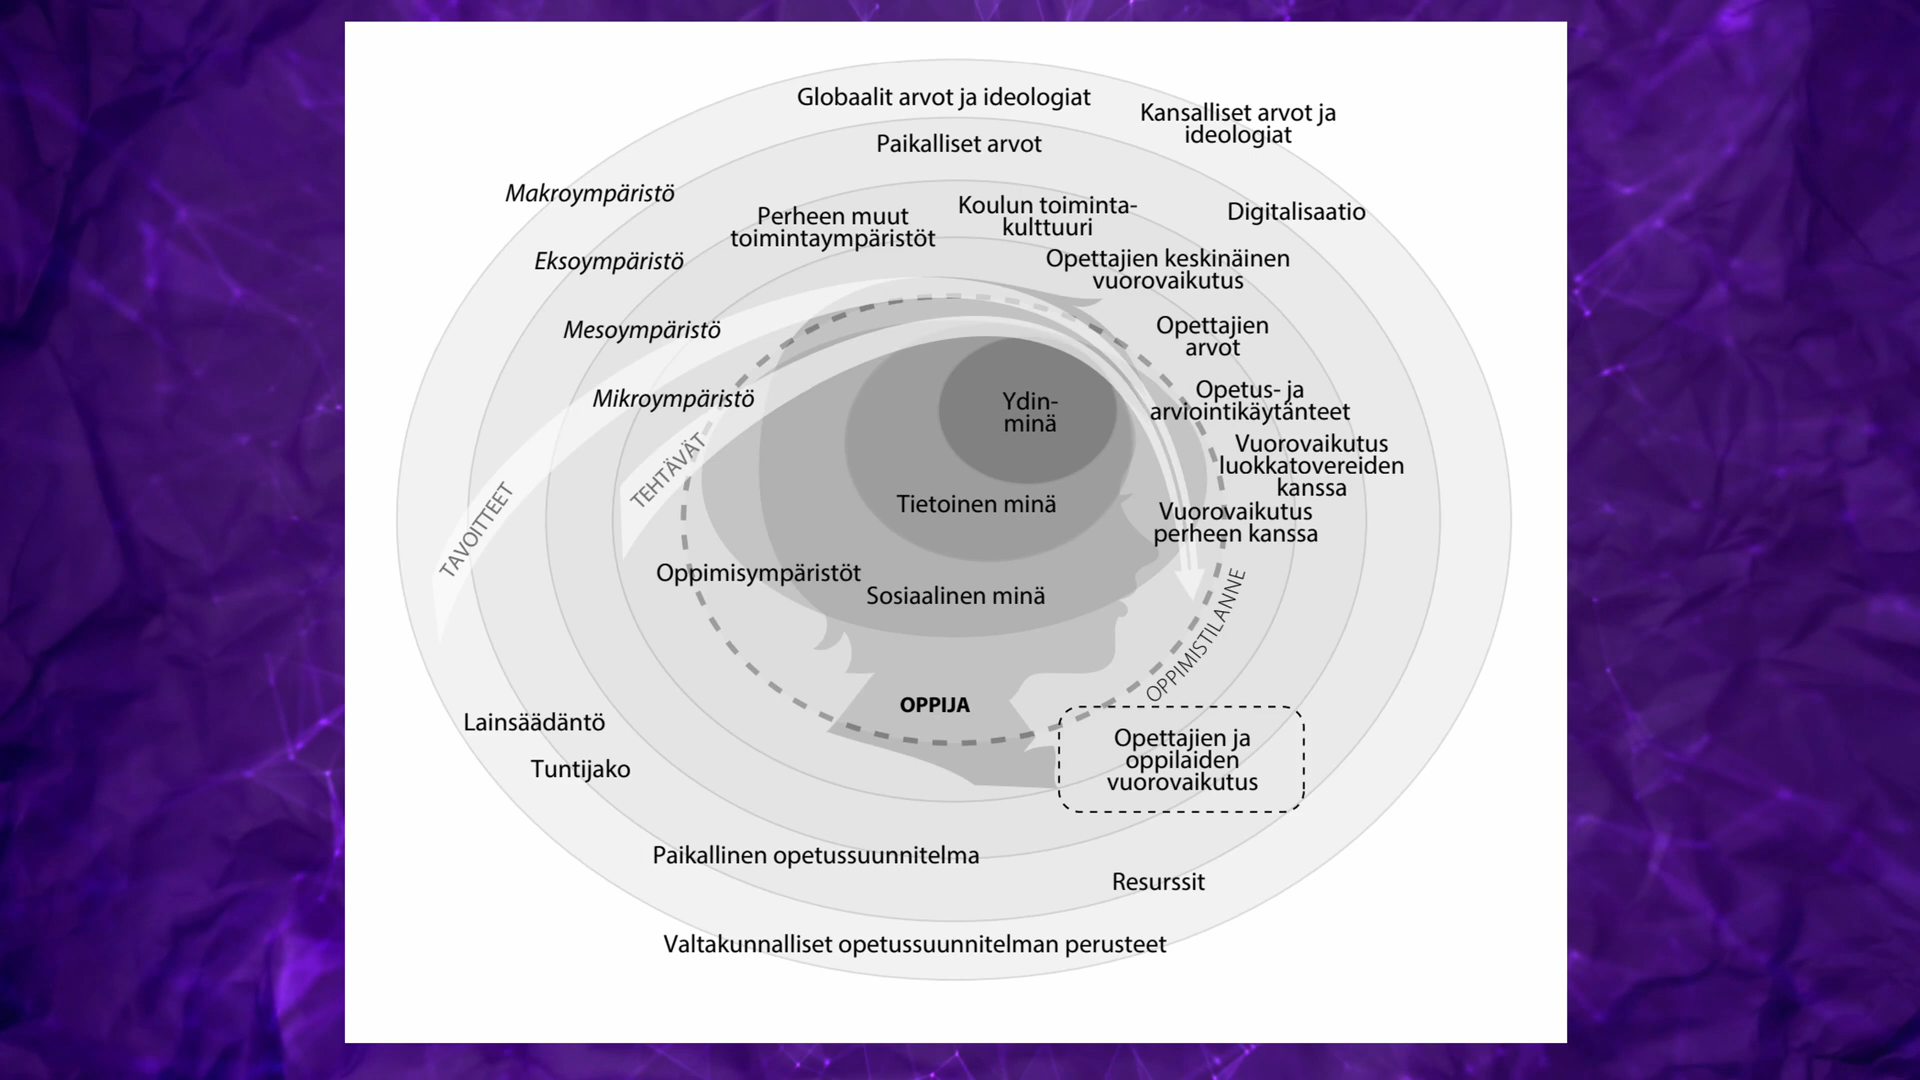 Globaalit arvot ja ideologiat
Kansalliset arvot ja
ideologiat
Paikalliset arvot
Makroympäristö
Perheen muut
toimintaympäristöt
Koulun toiminta-
kulttuuri
Digitalisaatio
Eksoympäristö
Opettajien keskinäinen
vuorovaikutus
Mesoympäristö
Opettajien
arvot
Mikroympäristö
Opetus- ja
arviointikäytänteet
Ydin-
minä
Vuorovaikutus
luokkatovereiden
kanssa
TAVOITTEET
TEHTÄVÄT
Tietoinen minä
Vuorovaikutus
perheen kanssa
Oppimisympäristöt
Sosiaalinen minä
OPPIMISTILANNE
OPPIJA
Lainsäädäntö
Tuntijako
Opettajien ja
oppilaiden
vuorovaikutus
Paikallinen opetussuunnitelma
Resurssit
Valtakunnalliset opetussuunnitelman perusteet